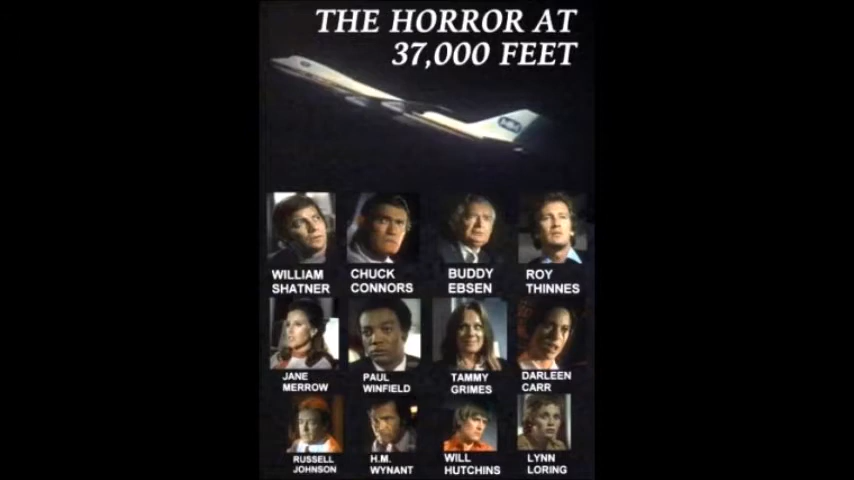 THE HORROR AT
37,000 FEET
WILLIAM
SHATNER
CHUCK
CONNORS
BUDDY
EBSEN
ROY
THINNES
JANE
MERROW
PAUL
WINFIELD
TAMMY
GRIMES
DARLEEN
CARR
RUSSELL
JOHNSON
H.M.
WYNANT
WILL
HUTCHINS
LYNN
LORING